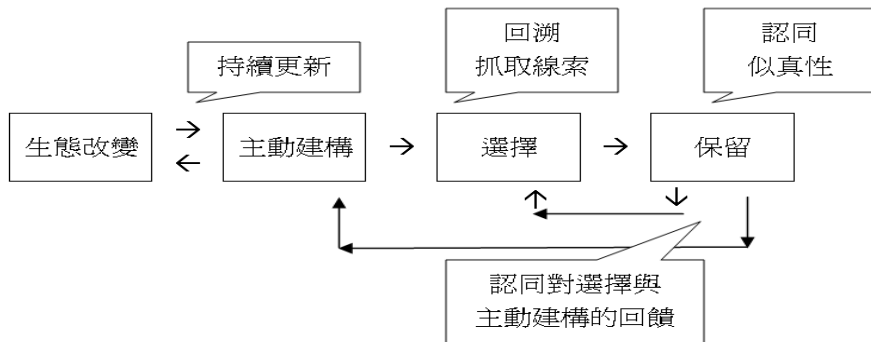 持續更新
回溯
抓取線索
認同
似真性
生態改變
主動建構
選擇
保留
認同對選擇與
主動建構的回饋